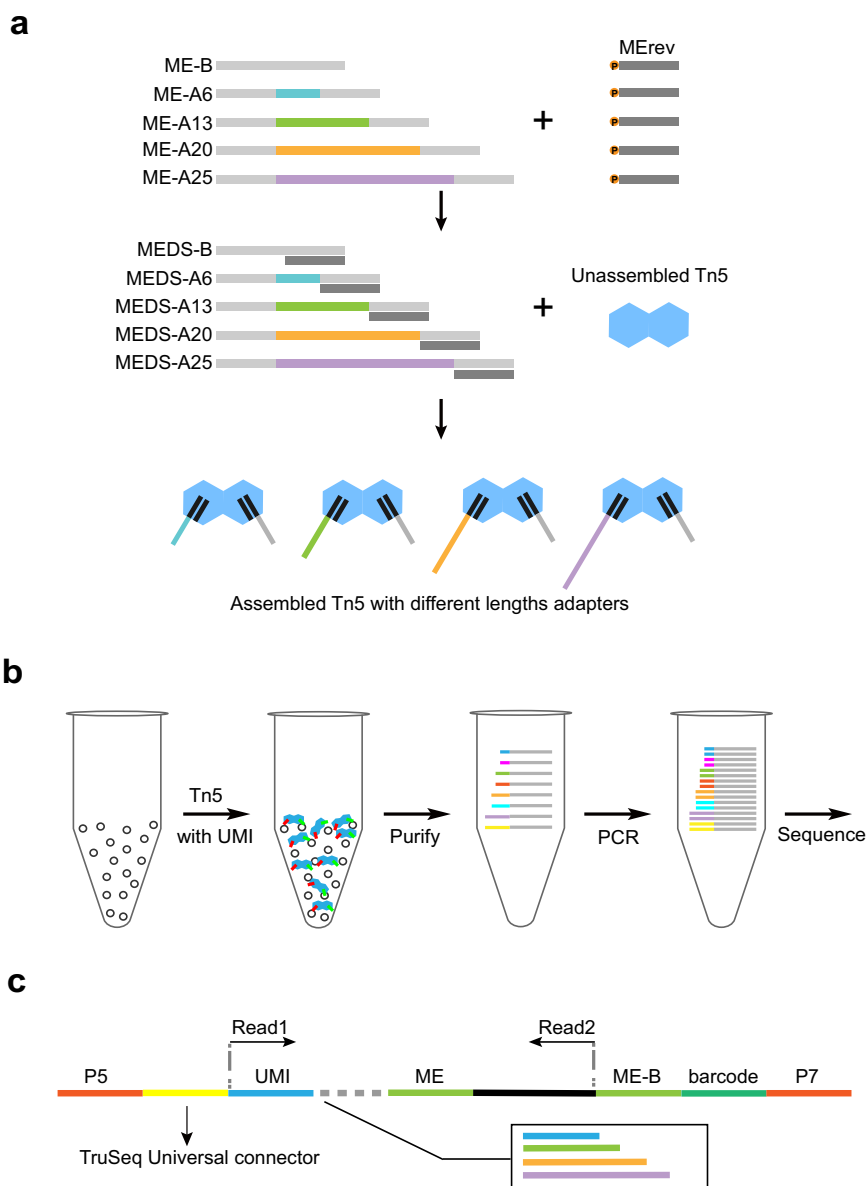 a
MErev
ME-B
P
ME-A6
P
ME-A13
+
P
ME-A20
P
ME-A25
P
MEDS-B
MEDS-A6
Unassembled Tn5
MEDS-A13
+
MEDS-A20
MEDS-A25
Assembled Tn5 with different lengths adapters
b
Tn5
with UMI
Purify
PCR
Sequence
c
Read1
Read2
P5
UMI
ME
ME-B
barcode
P7
TruSeq Universal connector